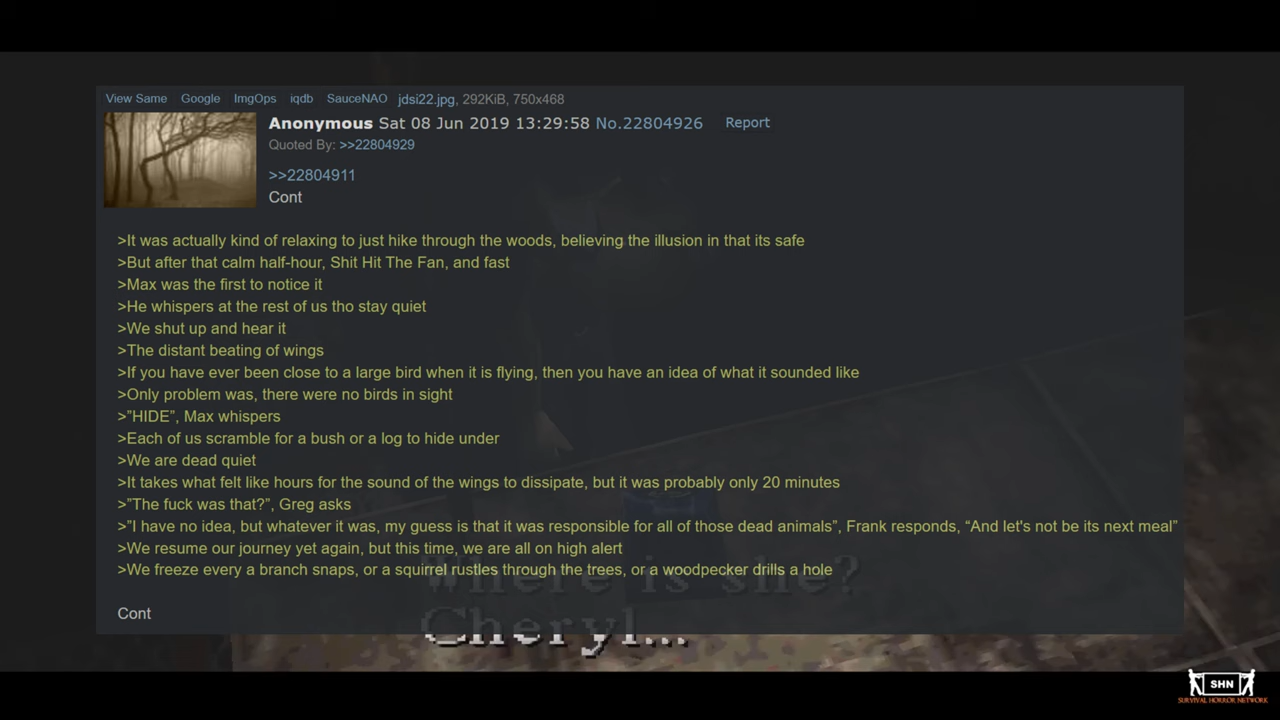 View Same Google ImgOps iqdb SauceNAO jdsi22.jpg, 292KiB, 750x468
Anonymous Sat 08 Jun 2019 13:29:58 No.22804926 Report
Quoted By: >>22804929
>>22804911
Cont
>It was actually kind of relaxing to just hike through the woods, believing the illusion in that its safe
>But after that calm half-hour, Shit Hit The Fan, and fast
>Max was the first to notice it
>He whispers at the rest of us tho stay quiet
>We shut up and hear it
>The distant beating of wings
>If you have ever been close to a large bird when it is flying, then you have an idea of what it sounded like
>Only problem was, there were no birds in sight
>”HIDE”, Max whispers
>Each of us scramble for a bush or a log to hide under
>We are dead quiet
>It takes what felt like hours for the sound of the wings to dissipate, but it was probably only 20 minutes
>”The fuck was that?”, Greg asks
>”I have no idea, but whatever it was, my guess is that it was responsible for all of those dead animals”, Frank responds, “And let's not be its next meal”
>We resume our journey yet again, but this time, we are all on high alert
>We freeze every a branch snaps, or a squirrel rustles through the trees, or a woodpecker drills a hole
Where is she?
Cont
Cheryl...
SHN
SURVIVAL HORROR NETWORK